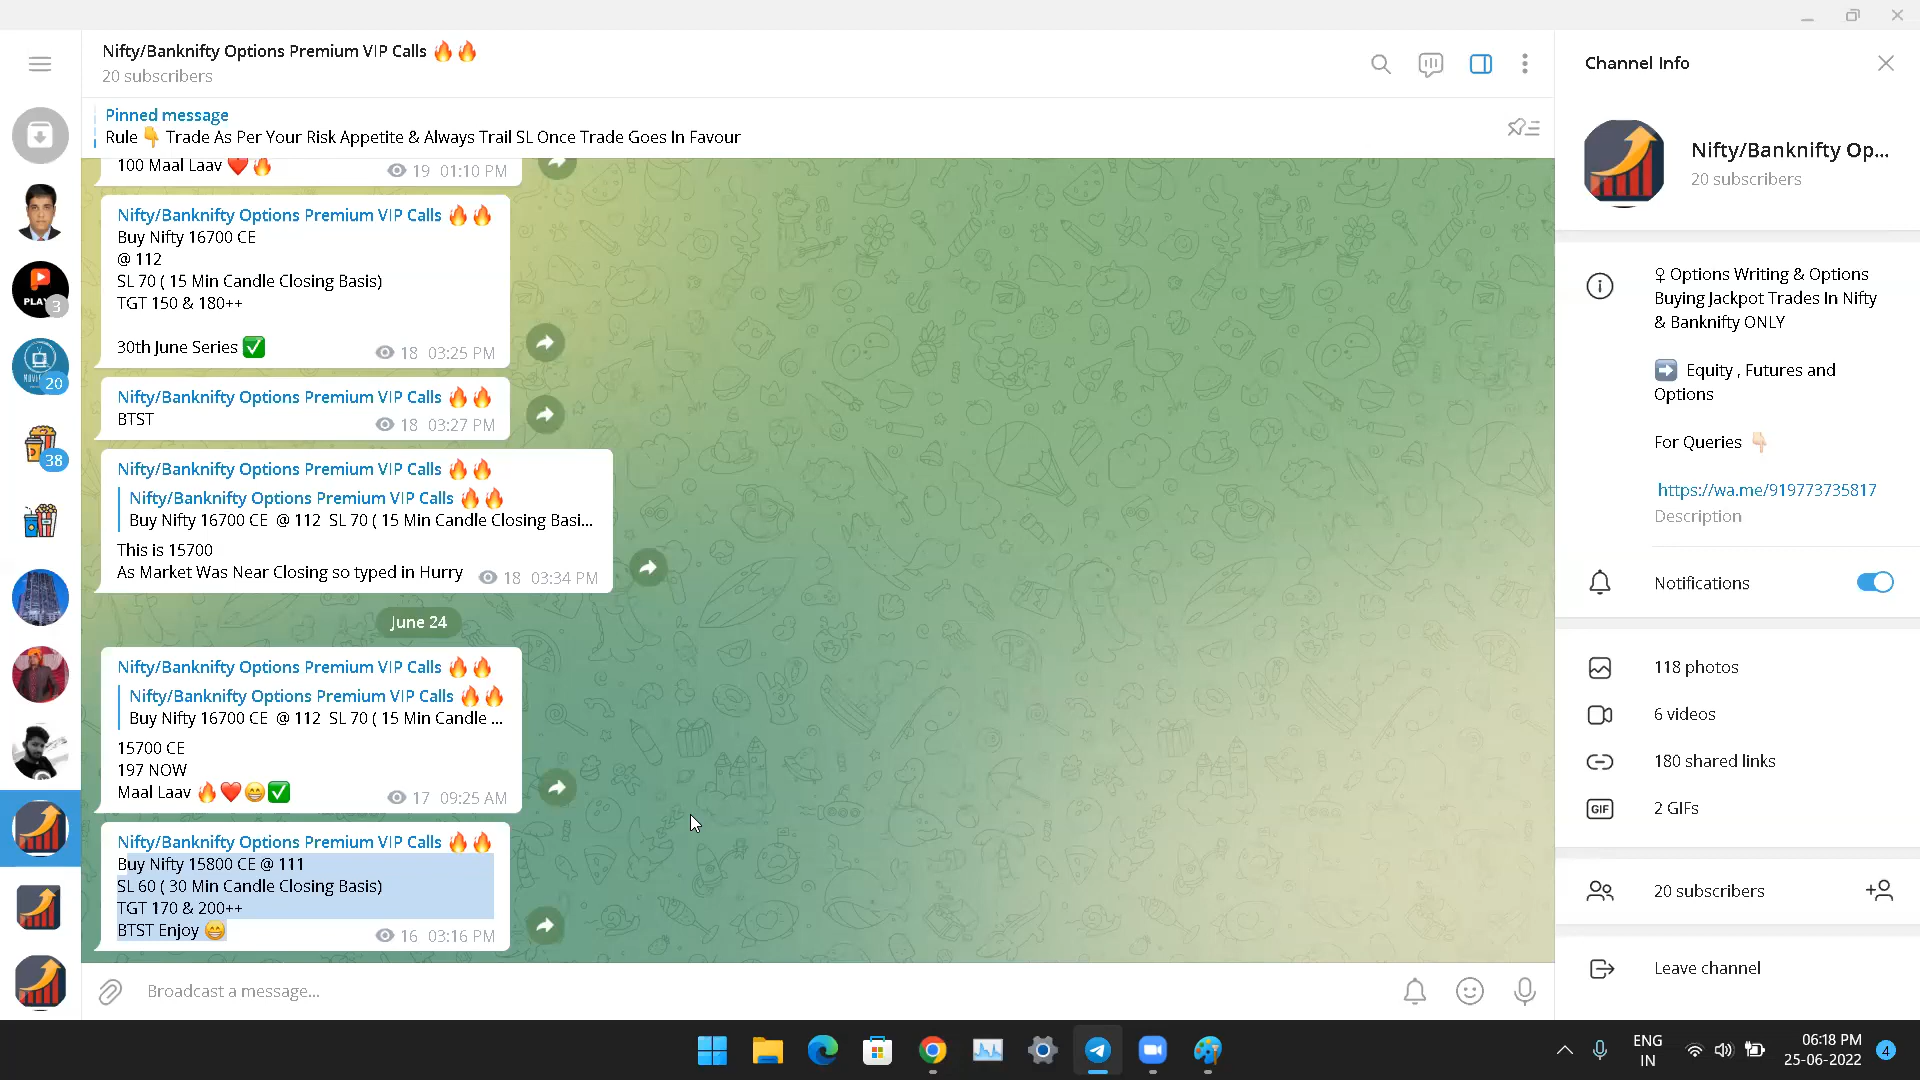 Nifty/Banknifty Options Premium VIP Calls 🔥🔥
20 subscribers
Pinned message
Rule 👇 Trade As Per Your Risk Appetite & Always Trail SL Once Trade Goes In Favour
100 Maal Laav ❤️🔥
19 01:10 PM
Nifty/Banknifty Options Premium VIP Calls 🔥🔥
Buy Nifty 16700 CE
@ 112
SL 70 ( 15 Min Candle Closing Basis)
TGT 150 & 180++
30th June Series ✅
18 03:25 PM
Nifty/Banknifty Options Premium VIP Calls 🔥🔥
BTST
18 03:27 PM
Nifty/Banknifty Options Premium VIP Calls 🔥🔥
Nifty/Banknifty Options Premium VIP Calls 🔥🔥
Buy Nifty 16700 CE @ 112 SL 70 ( 15 Min Candle Closing Basi...
This is 15700
As Market Was Near Closing so typed in Hurry
18 03:34 PM
June 24
Nifty/Banknifty Options Premium VIP Calls 🔥🔥
Nifty/Banknifty Options Premium VIP Calls 🔥🔥
Buy Nifty 16700 CE @ 112 SL 70 ( 15 Min Candle ...
15700 CE
197 NOW
Maal Laav 🔥❤️😁✅
17 09:25 AM
Nifty/Banknifty Options Premium VIP Calls 🔥🔥
Buy Nifty 15800 CE @ 111
SL 60 ( 30 Min Candle Closing Basis)
TGT 170 & 200++
BTST Enjoy 😁
16 03:16 PM
Broadcast a message...
3
20
38
Channel Info
Nifty/Banknifty Op...
20 subscribers
♀ Options Writing & Options
Buying Jackpot Trades In Nifty
& Banknifty ONLY
➡️ Equity , Futures and
Options
For Queries 👇🏻
https://wa.me/919773735817
Description
Notifications
118 photos
6 videos
180 shared links
GIF
2 GIFs
20 subscribers
Leave channel
ENG
IN
06:18 PM
25-06-2022
4